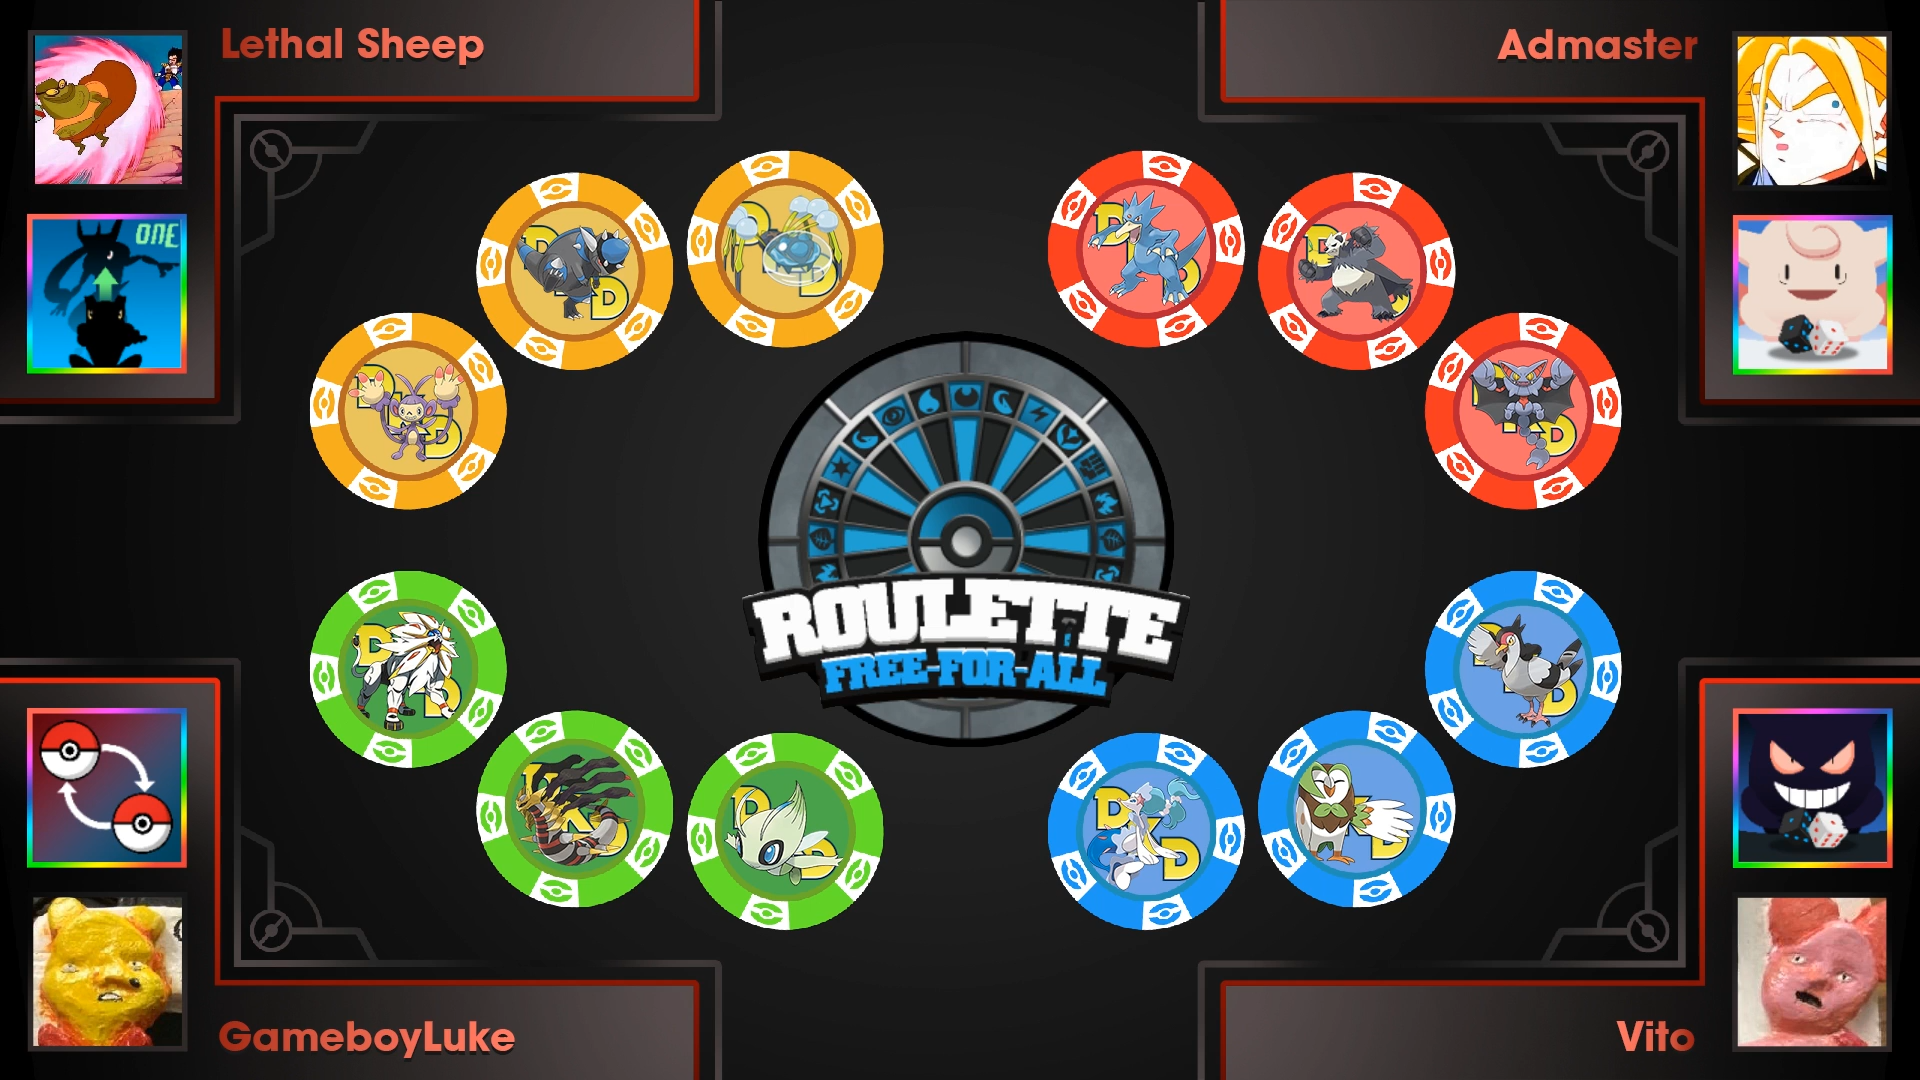 Lethal Sheep
Admaster
ONE
ROULETTE
FREE-FOR-ALL
GameboyLuke
Vito